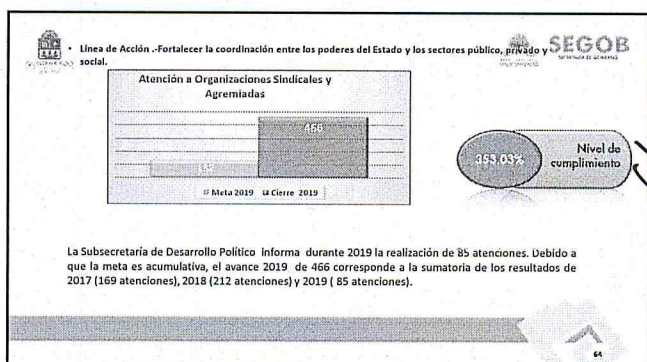 • Línea de Acción .-Fortalecer la coordinación entre los poderes del Estado y los sectores público, privado y social.
SEGOB
SECRETARÍA DE GOBIERNO
Atención a Organizaciones Sindicales y
Agremiadas
466
Meta 2019 Cierre 2019
353.03%
Nivel de
cumplimiento
La Subsecretaría de Desarrollo Político informa durante 2019 la realización de 85 atenciones. Debido a
que la meta es acumulativa, el avance 2019 de 466 corresponde a la sumatoria de los resultados de
2017 (169 atenciones), 2018 (212 atenciones) y 2019 ( 85 atenciones).
64